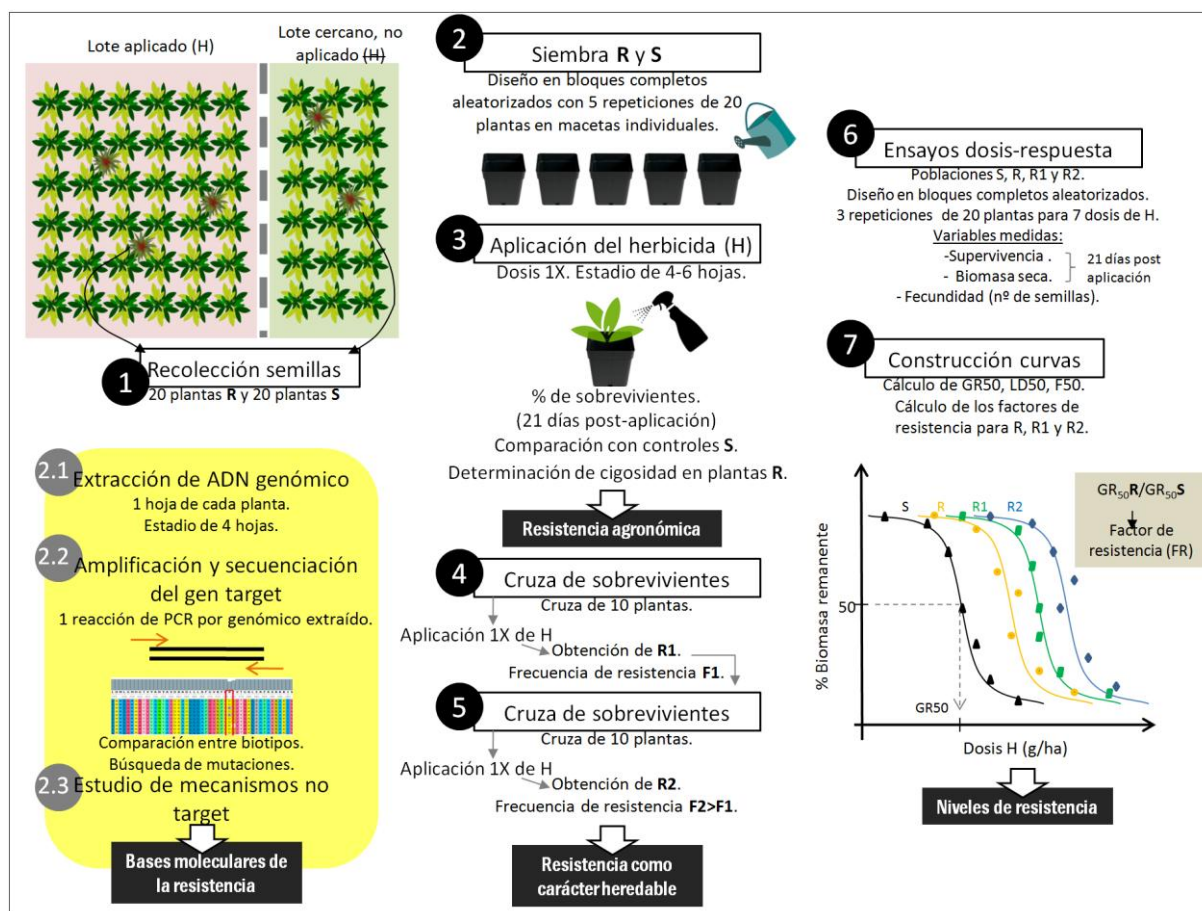 Lote aplicado (H)
Lote cercano, no
aplicado (H)
1
Recolección semillas
20 plantas R y 20 plantas S
2
Siembra R y S
Diseño en bloques completos
aleatorizados con 5 repeticiones de 20
plantas en macetas individuales.
2.1
Extracción de ADN genómico
1 hoja de cada planta.
Estadio de 4 hojas.
2.2
Amplificación y secuenciación
del gen target
1 reacción de PCR por genómico extraído.
Comparación entre biotipos.
Búsqueda de mutaciones.
2.3
Estudio de mecanismos no
target
Bases moleculares de
la resistencia
3
Aplicación del herbicida (H)
Dosis 1X. Estadio de 4-6 hojas.
% de sobrevivientes.
(21 días post-aplicación)
Comparación con controles S.
Determinación de cigosidad en plantas R.
Resistencia agronómica
4
Cruza de sobrevivientes
Cruza de 10 plantas.
Aplicación 1X de H
Obtención de R1.
Frecuencia de resistencia F1.
5
Cruza de sobrevivientes
Cruza de 10 plantas.
Aplicación 1X de H
Obtención de R2.
Frecuencia de resistencia F2>F1.
Resistencia como
carácter heredable
6
Ensayos dosis-respuesta
Poblaciones S, R, R1 y R2.
Diseño en bloques completos aleatorizados.
3 repeticiones de 20 plantas para 7 dosis de H.
Variables medidas:
-Supervivencia .
- Biomasa seca.
21 días post
aplicación
- Fecundidad (nº de semillas).
7
Construcción curvas
Cálculo de GR50, LD50, F50.
Cálculo de los factores de
resistencia para R, R1 y R2.
S R R1 R2
GR50R/GR50S
Factor de
resistencia (FR)
% Biomasa remanente
50
GR50
Dosis H (g/ha)
Niveles de resistencia